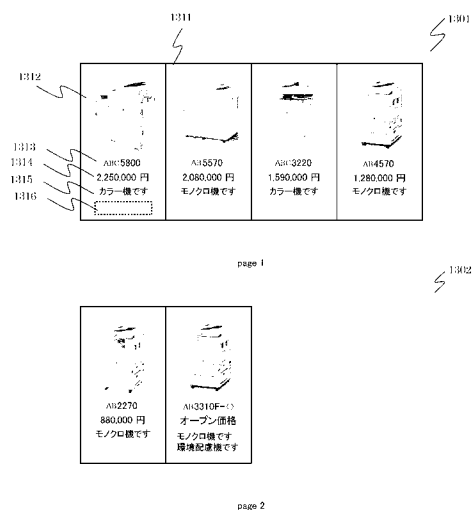 1311
1301
1312
1313
1314
1315
1316
ABC5800
2,250,000 円
カラー機です
AB5570
2,080,000 円
モノクロ機です
ABC3220
1,590,000 円
カラー機です
AB4570
1,280,000 円
モノクロ機です
page 1
1302
AB2270
880,000 円
モノクロ機です
オープン価格
モノクロ機です
環境配慮機です
page 2